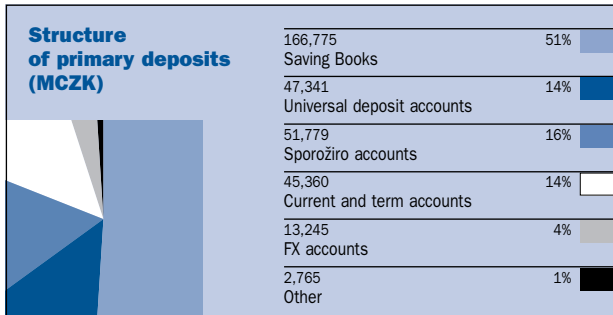 Structure
of primary deposits
(MCZK)
166,775 51%
Saving Books
47,341 14%
Universal deposit accounts
51,779 16%
Sporožiro accounts
45,360 14%
Current and term accounts
13,245 4%
FX accounts
2,765 1%
Other